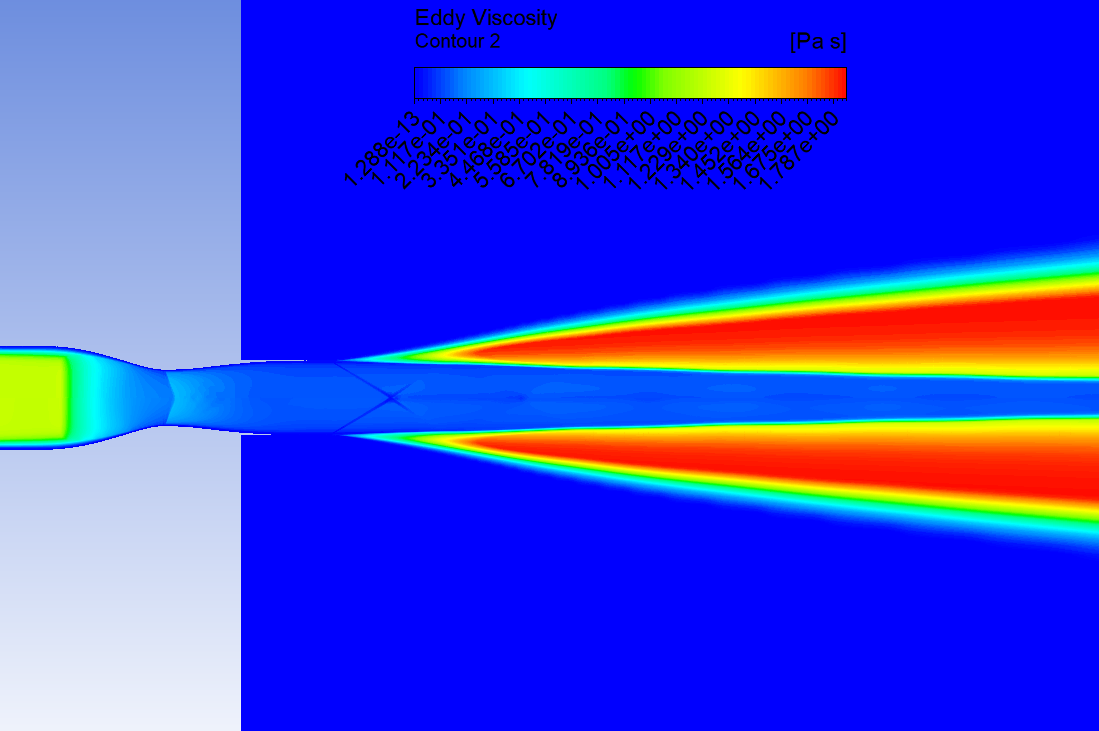 Eddy Viscosity
Contour 2
[Pa s]
1.288e-13
1.117e-01
2.234e-01
3.351e-01
4.468e-01
5.585e-01
6.702e-01
7.819e-01
8.936e-01
1.005e+00
1.117e+00
1.229e+00
1.340e+00
1.452e+00
1.564e+00
1.675e+00
1.787e+00